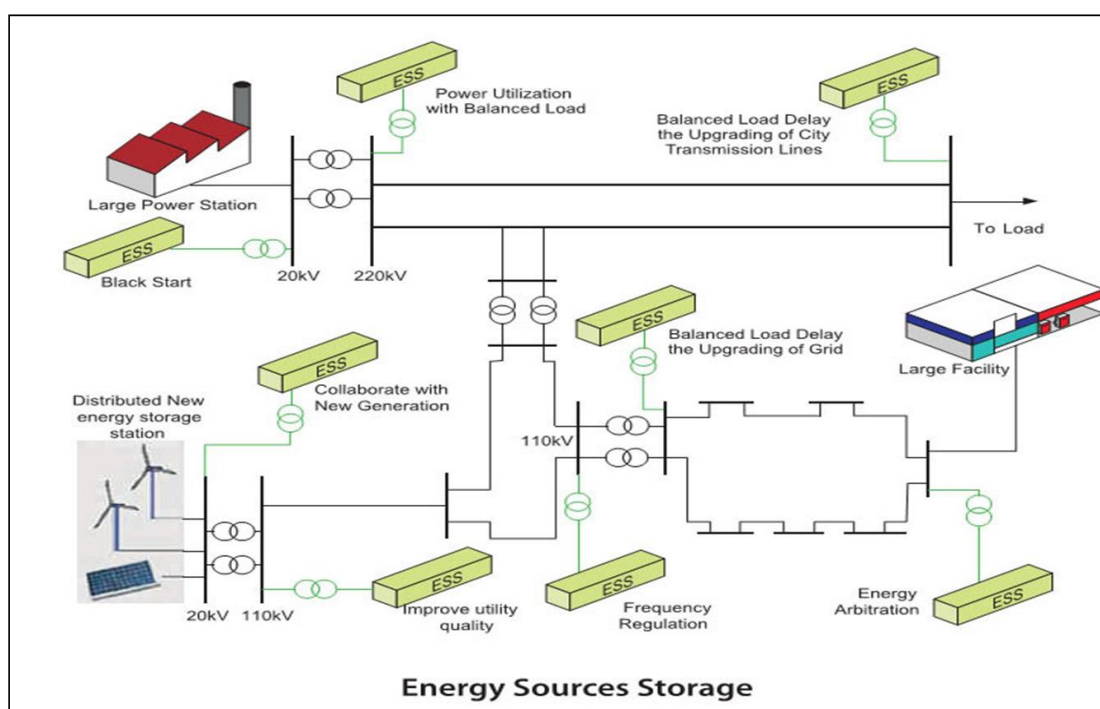 ESS
Power Utilization
with Balanced Load
ESS
Balanced Load Delay
the Upgrading of City
Transmission Lines
Large Power Station
To Load
ESS
Black Start
20kV
220kV
ESS
Balanced Load Delay
the Upgrading of Grid
Large Facility
ESS
Collaborate with
New Generation
Distributed New
energy storage
station
110kV
20kV
110kV
ESS
Improve utility
quality
ESS
Frequency
Regulation
Energy
Arbitration
ESS
Energy Sources Storage